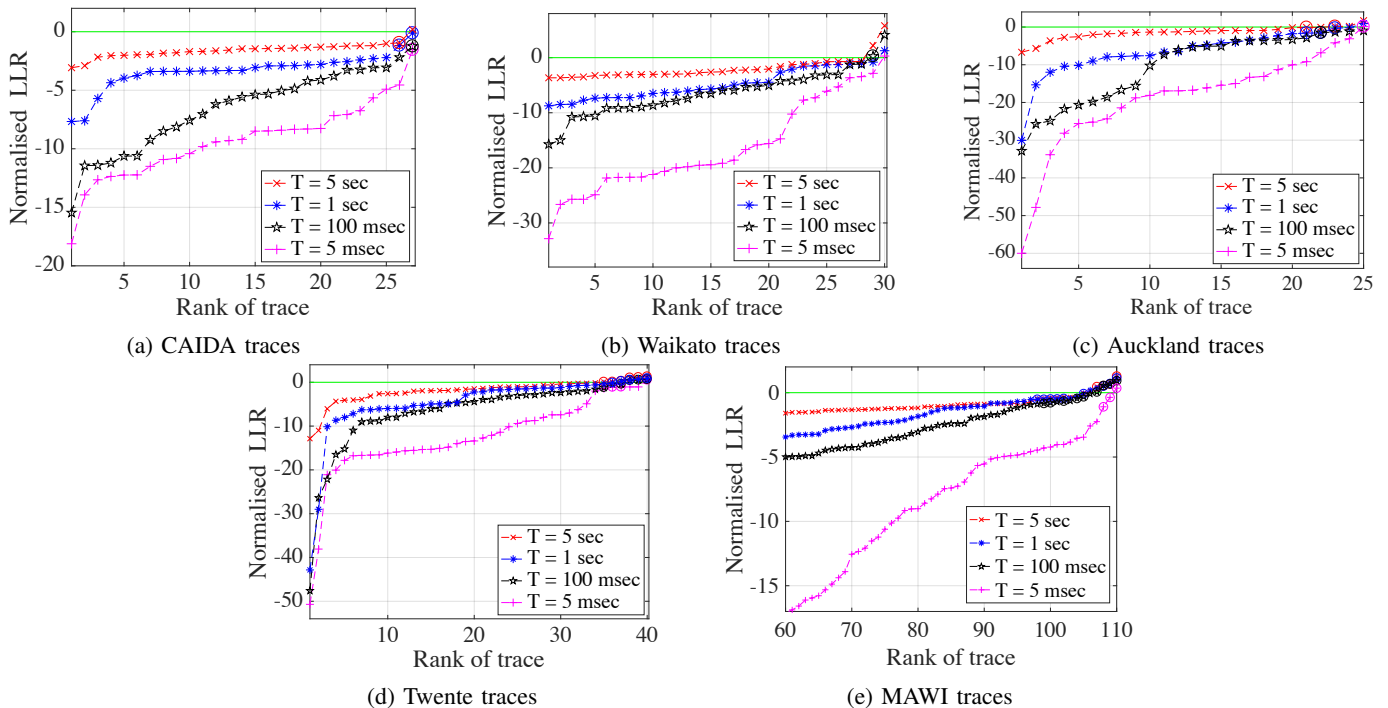 Normalised LLR
0
-5
-10
-15
-20
5
10
15
20
25
T = 5 sec
T = 1 sec
T = 100 msec
T = 5 msec
Rank of trace
(a) CAIDA traces
Normalised LLR
0
-10
-20
-30
5
10
15
20
25
30
T = 5 sec
T = 1 sec
T = 100 msec
T = 5 msec
Rank of trace
(b) Waikato traces
Normalised LLR
0
-10
-20
-30
-40
-50
-60
5
10
15
20
25
T = 5 sec
T = 1 sec
T = 100 msec
T = 5 msec
Rank of trace
(c) Auckland traces
Normalised LLR
0
-10
-20
-30
-40
-50
10
20
30
40
T = 5 sec
T = 1 sec
T = 100 msec
T = 5 msec
Rank of trace
(d) Twente traces
Normalised LLR
0
-5
-10
-15
60
70
80
90
100
110
T = 5 sec
T = 1 sec
T = 100 msec
T = 5 msec
Rank of trace
(e) MAWI traces